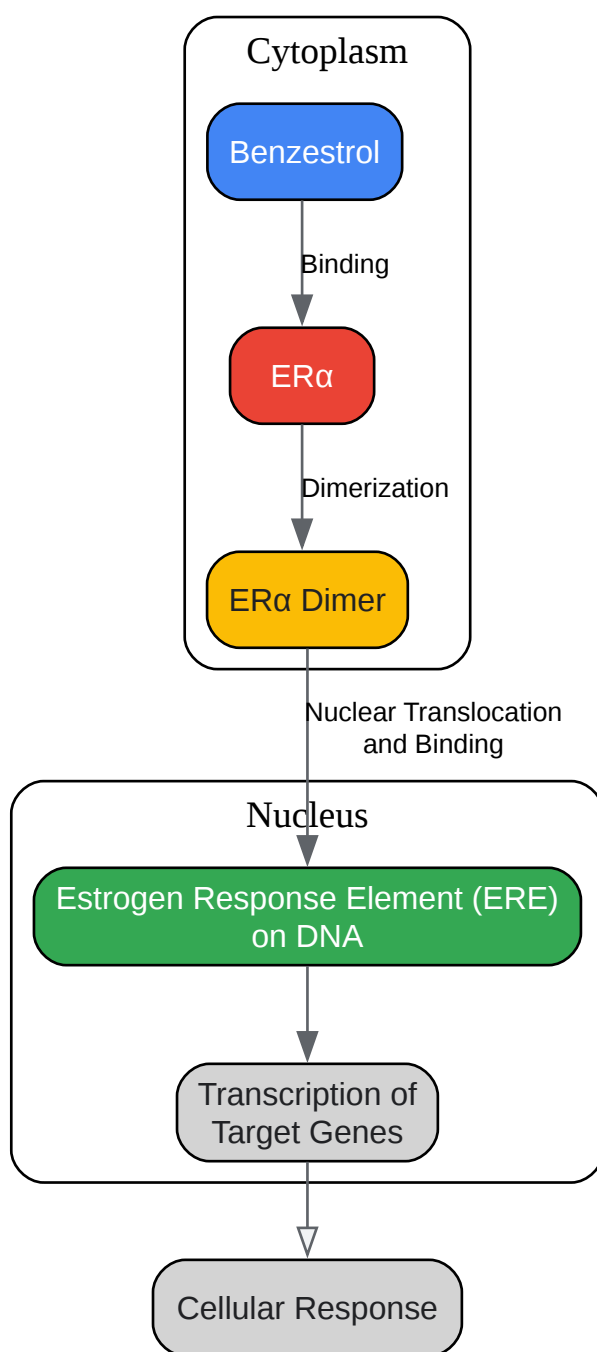 Cytoplasm
Benzestrol
Binding
ERα
Dimerization
ERα Dimer
Nuclear Translocation
and Binding
Nucleus
Estrogen Response Element (ERE)
on DNA
Transcription of
Target Genes
Cellular Response